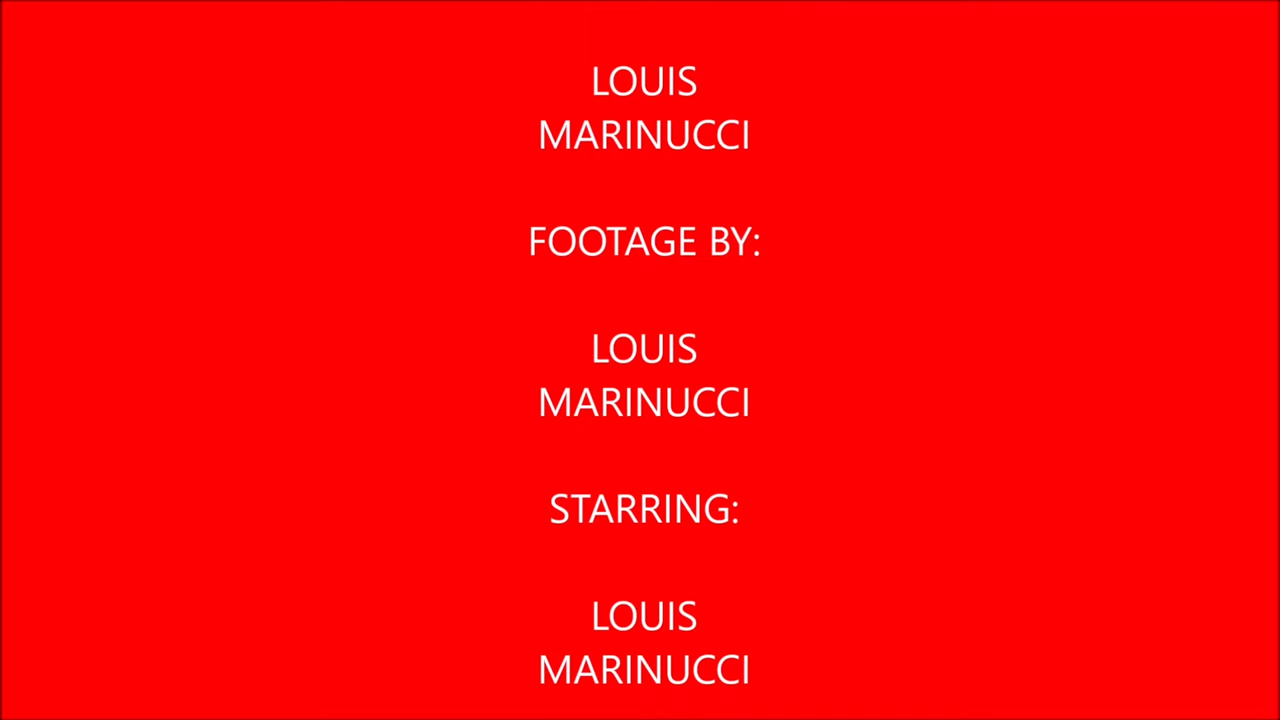 LOUIS
MARINUCCI
FOOTAGE BY:
LOUIS
MARINUCCI
STARRING:
LOUIS
MARINUCCI